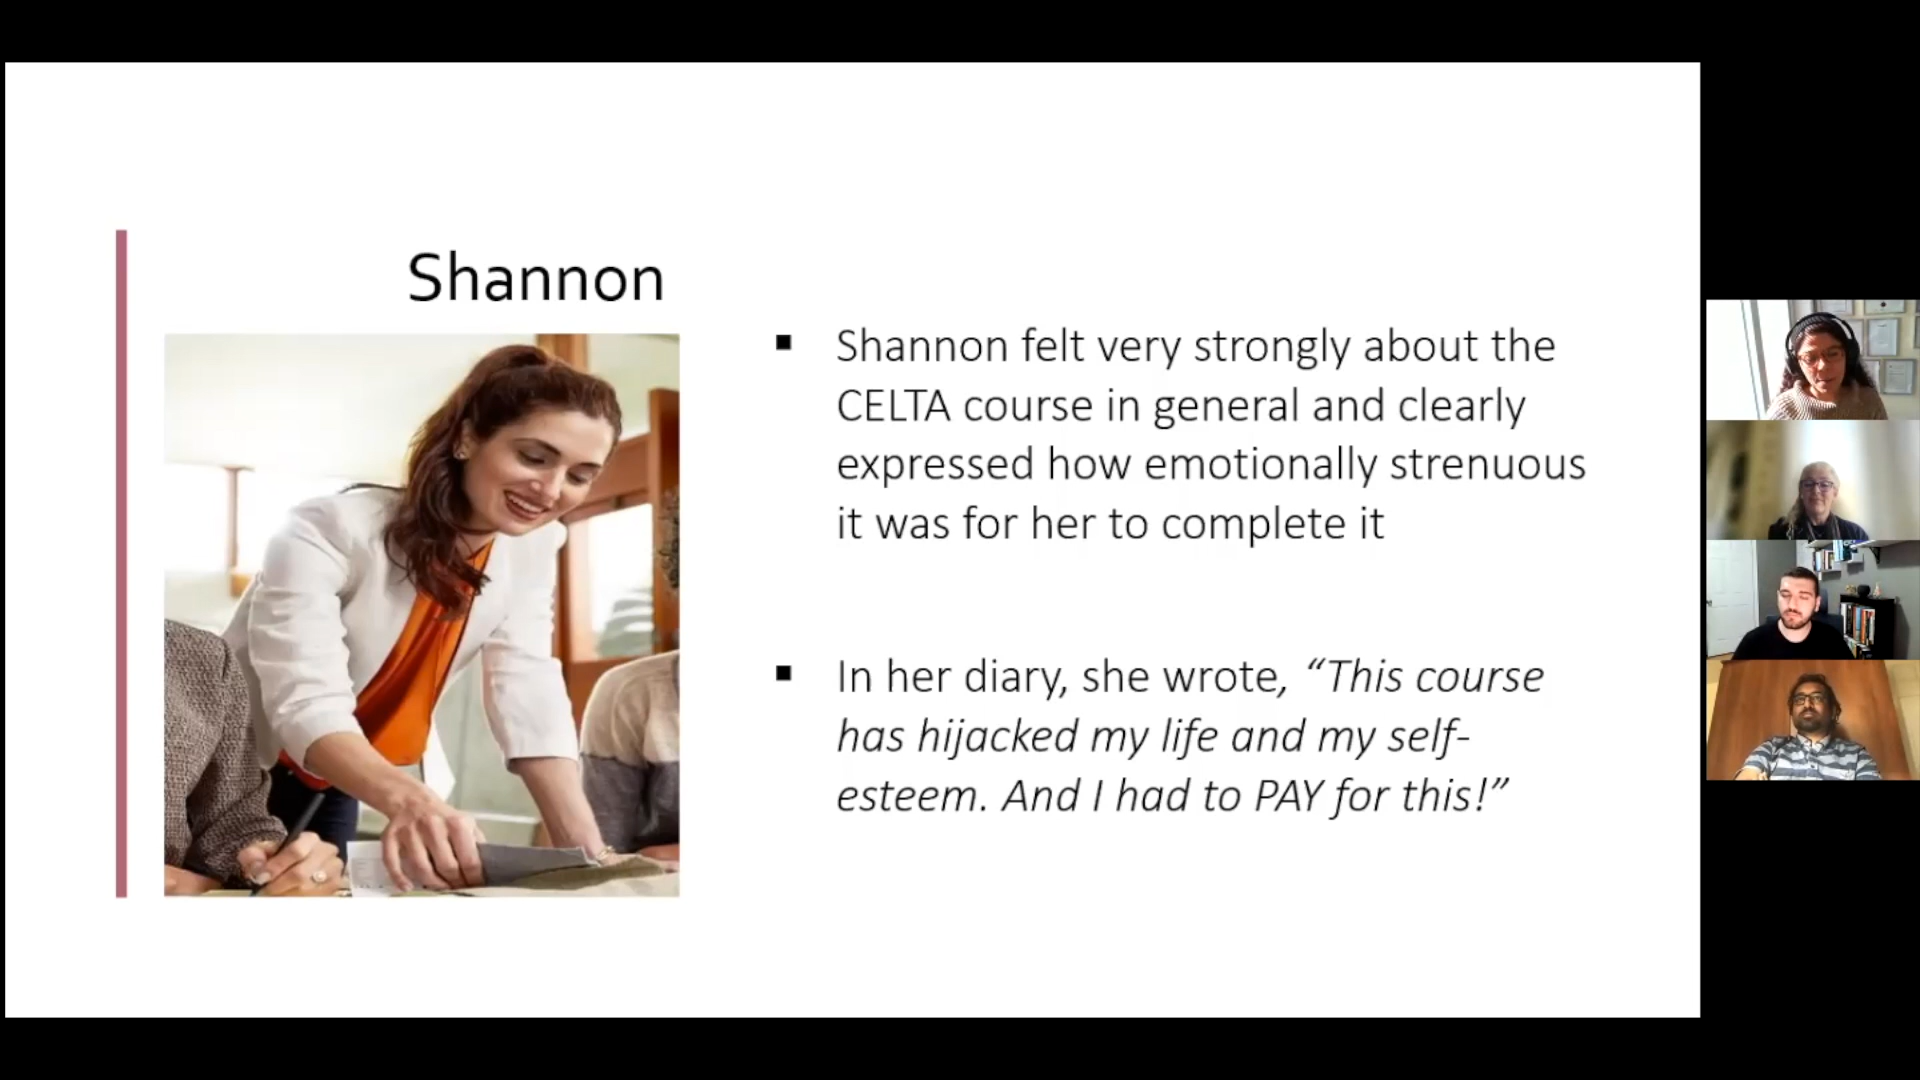 Shannon
▪ Shannon felt very strongly about the
CELTA course in general and clearly
expressed how emotionally strenuous
it was for her to complete it
▪ In her diary, she wrote, “This course
has hijacked my life and my self-
esteem. And I had to PAY for this!”